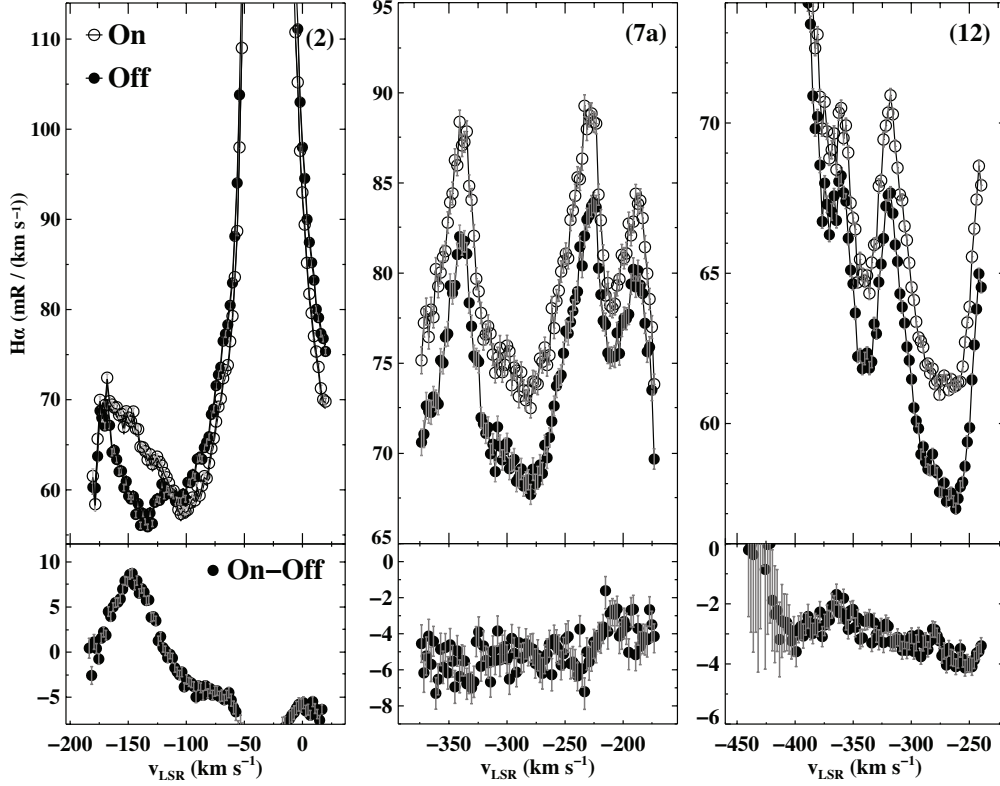 On
Off
(2)
(7a)
(12)
110
100
90
80
70
60
Hα (mR / (km s⁻¹))
95
90
85
80
75
70
65
70
65
60
On−Off
10
5
0
−5
0
−2
−4
−6
−8
0
−2
−4
−6
−200 −150 −100 −50 0
−350 −300 −250 −200
−450 −400 −350 −300 −250
v_LSR (km s⁻¹)
v_LSR (km s⁻¹)
v_LSR (km s⁻¹)